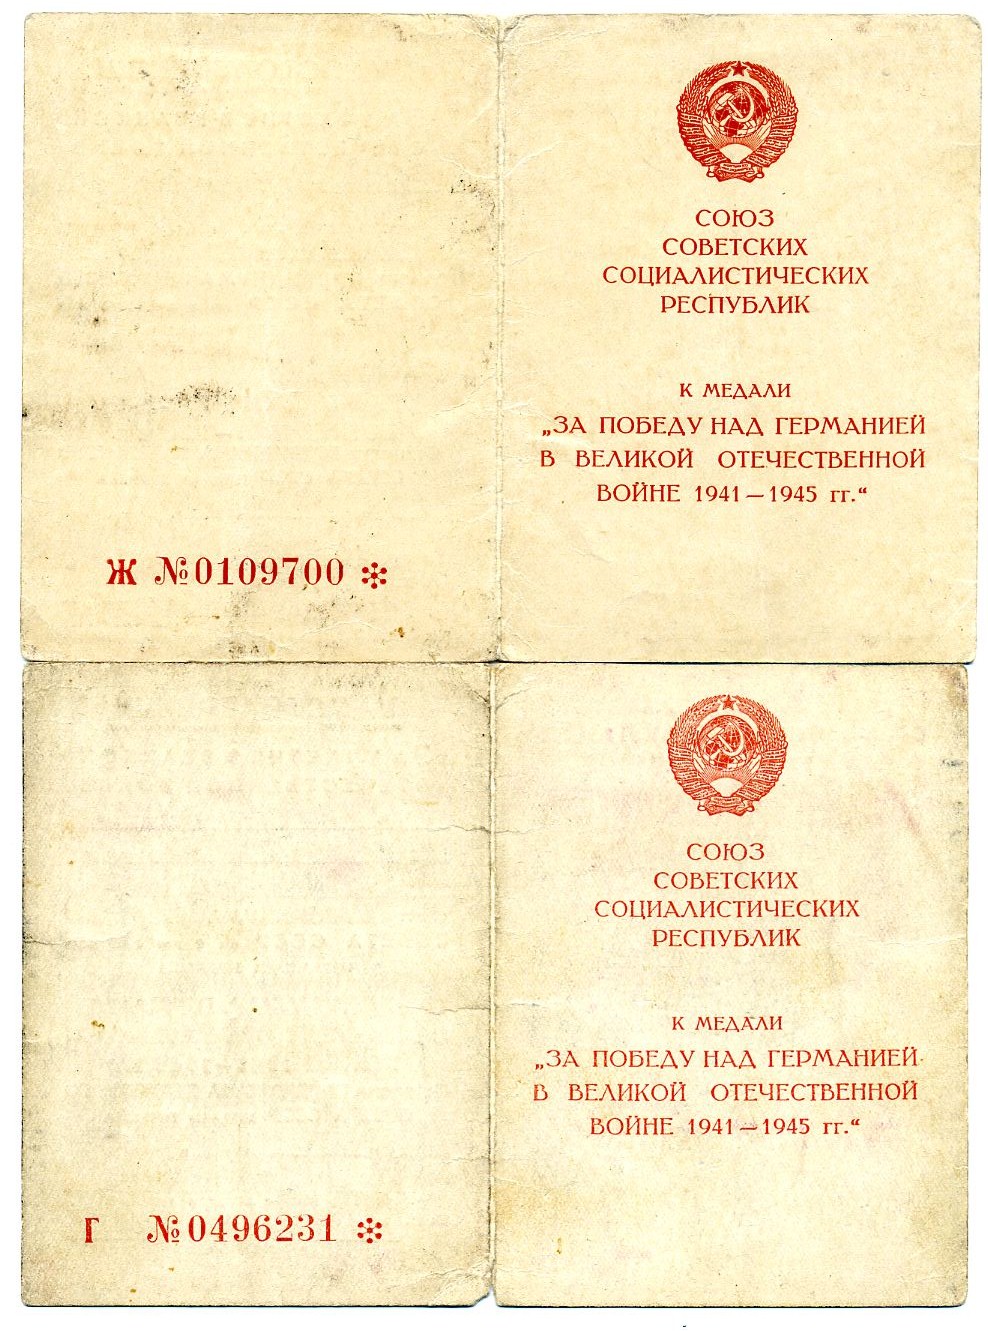 СОЮЗ
СОВЕТСКИХ
СОЦИАЛИСТИЧЕСКИХ
РЕСПУБЛИК
К МЕДАЛИ
„ЗА ПОБЕДУ НАД ГЕРМАНИЕЙ
В ВЕЛИКОЙ ОТЕЧЕСТВЕННОЙ
ВОЙНЕ 1941—1945 гг.“
Ж №0109700
СОЮЗ
СОВЕТСКИХ
СОЦИАЛИСТИЧЕСКИХ
РЕСПУБЛИК
К МЕДАЛИ
„ЗА ПОБЕДУ НАД ГЕРМАНИЕЙ
В ВЕЛИКОЙ ОТЕЧЕСТВЕННОЙ
ВОЙНЕ 1941—1945 гг.“
Г №0496231